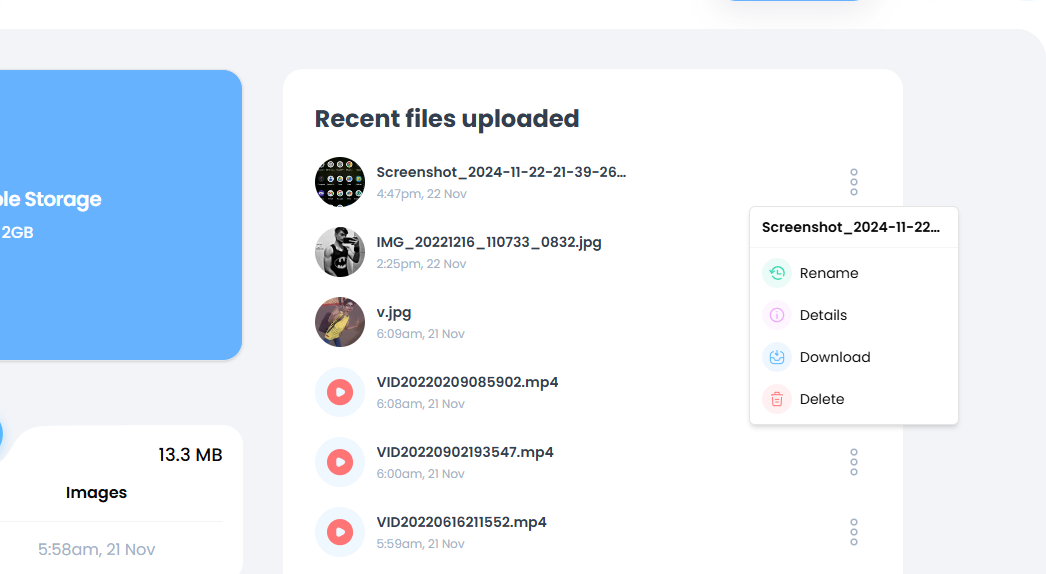 le Storage
2GB
13.3 MB
Images
5:58am, 21 Nov
Recent files uploaded
Screenshot_2024-11-22-21-39-26...
4:47pm, 22 Nov
IMG_20221216_110733_0832.jpg
2:25pm, 22 Nov
v.jpg
6:09am, 21 Nov
VID20220209085902.mp4
6:08am, 21 Nov
VID20220902193547.mp4
6:00am, 21 Nov
VID20220616211552.mp4
5:59am, 21 Nov
Screenshot_2024-11-22...
Rename
Details
Download
Delete